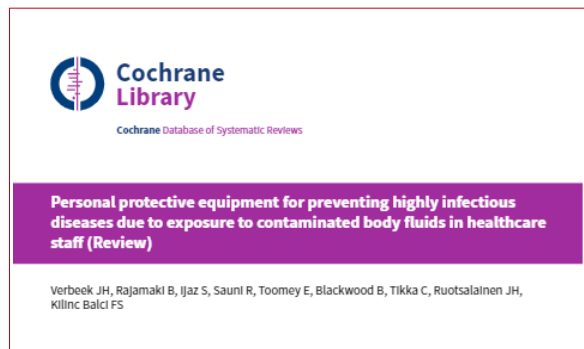 Cochrane
Library
Cochrane Database of Systematic Reviews
Personal protective equipment for preventing highly infectious
diseases due to exposure to contaminated body fluids in healthcare
staff (Review)
Verbeek JH, Rajamaki B, Ijaz S, Sauni R, Toomey E, Blackwood B, Tikka C, Ruotsalainen JH,
Kilinc Balci FS